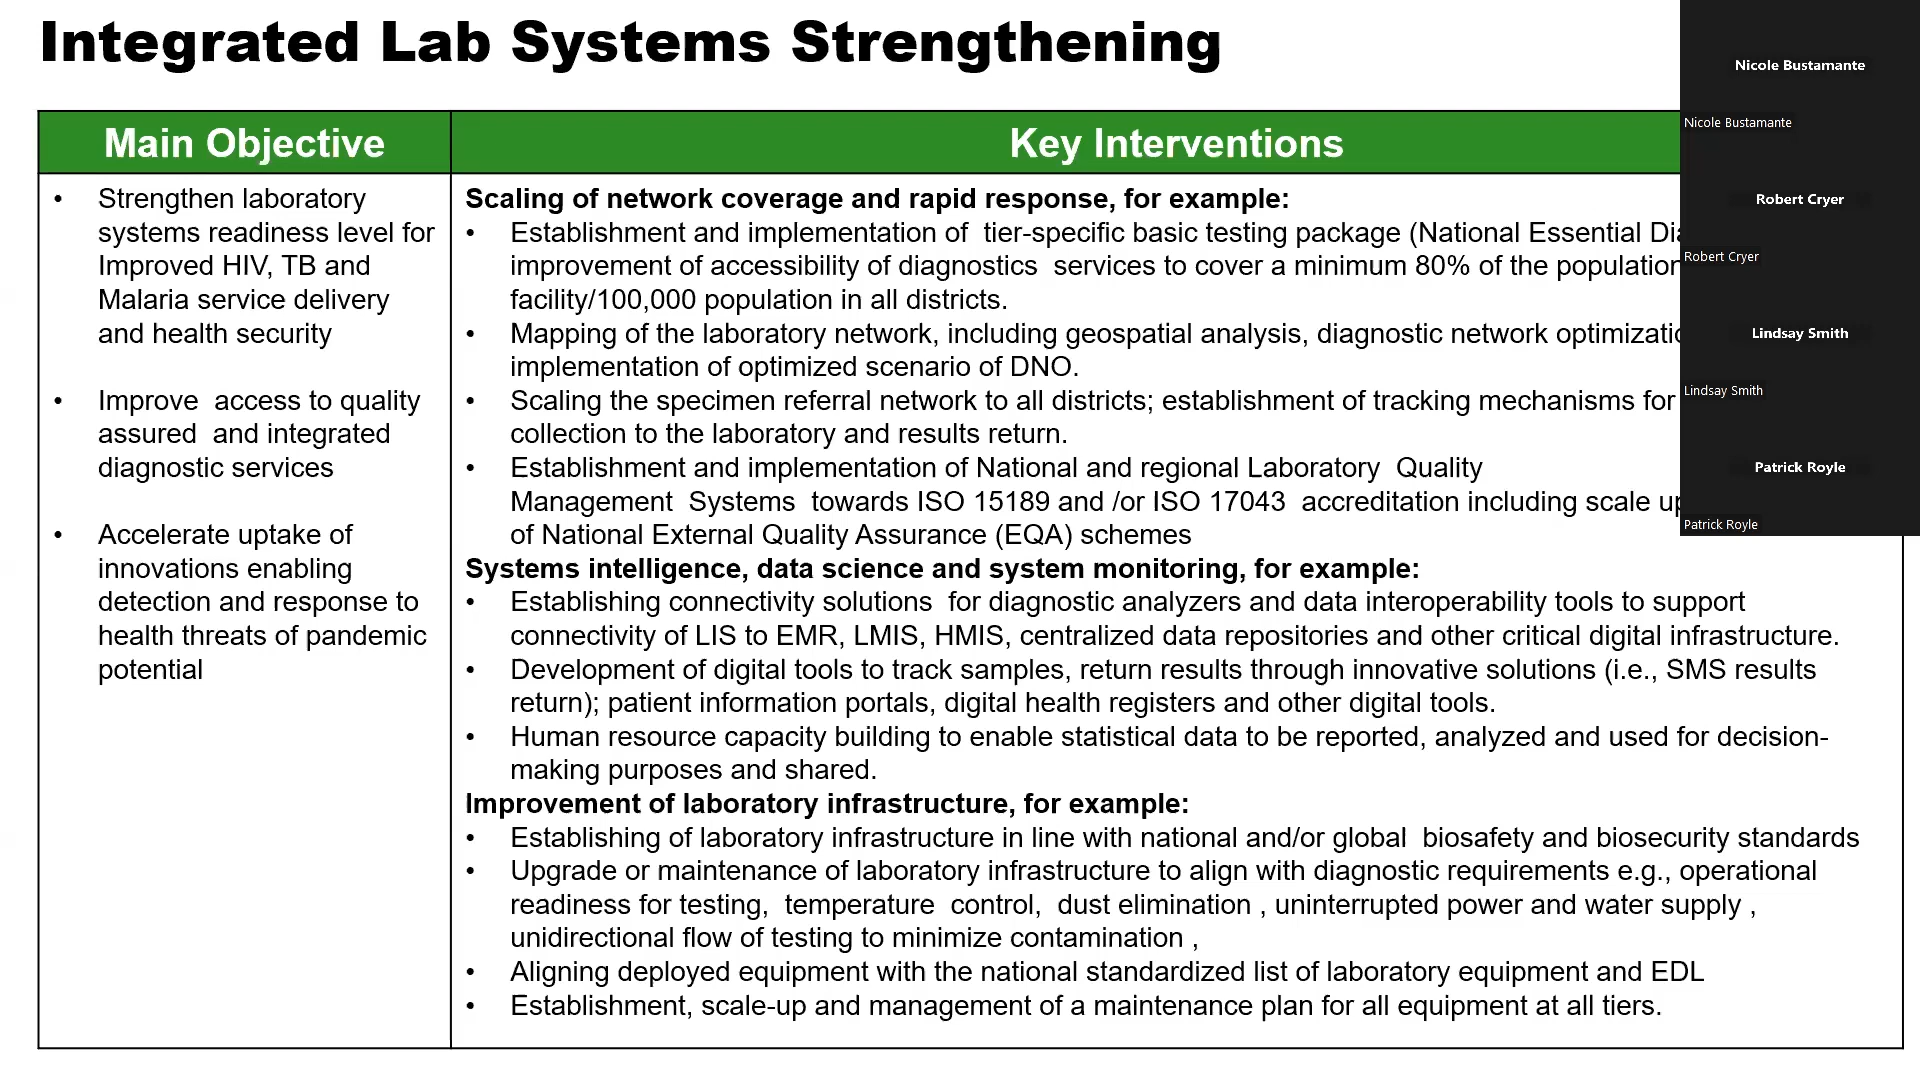 Integrated Lab Systems Strengthening
Main Objective
Key Interventions
• Strengthen laboratory
systems readiness level for
Improved HIV, TB and
Malaria service delivery
and health security
• Improve access to quality
assured and integrated
diagnostic services
• Accelerate uptake of
innovations enabling
detection and response to
health threats of pandemic
potential
Scaling of network coverage and rapid response, for example:
• Establishment and implementation of tier-specific basic testing package (National Essential
improvement of accessibility of diagnostics services to cover a minimum 80% of the population
facility/100,000 population in all districts.
• Mapping of the laboratory network, including geospatial analysis, diagnostic network
implementation of optimized scenario of DNO.
• Scaling the specimen referral network to all districts; establishment of tracking mechanisms for
collection to the laboratory and results return.
• Establishment and implementation of National and regional Laboratory Quality
Management Systems towards ISO 15189 and /or ISO 17043 accreditation including scale up
of National External Quality Assurance (EQA) schemes
Systems intelligence, data science and system monitoring, for example:
• Establishing connectivity solutions for diagnostic analyzers and data interoperability tools to support
connectivity of LIS to EMR, LMIS, HMIS, centralized data repositories and other critical digital infrastructure.
• Development of digital tools to track samples, return results through innovative solutions (i.e., SMS results
return); patient information portals, digital health registers and other digital tools.
• Human resource capacity building to enable statistical data to be reported, analyzed and used for decision-
making purposes and shared.
Improvement of laboratory infrastructure, for example:
• Establishing of laboratory infrastructure in line with national and/or global biosafety and biosecurity standards
• Upgrade or maintenance of laboratory infrastructure to align with diagnostic requirements e.g., operational
readiness for testing, temperature control, dust elimination , uninterrupted power and water supply ,
unidirectional flow of testing to minimize contamination ,
• Aligning deployed equipment with the national standardized list of laboratory equipment and EDL
• Establishment, scale-up and management of a maintenance plan for all equipment at all tiers.
Nicole Bustamante
Nicole Bustamante
Robert Cryer
Robert Cryer
Lindsay Smith
Lindsay Smith
Patrick Royle
Patrick Royle